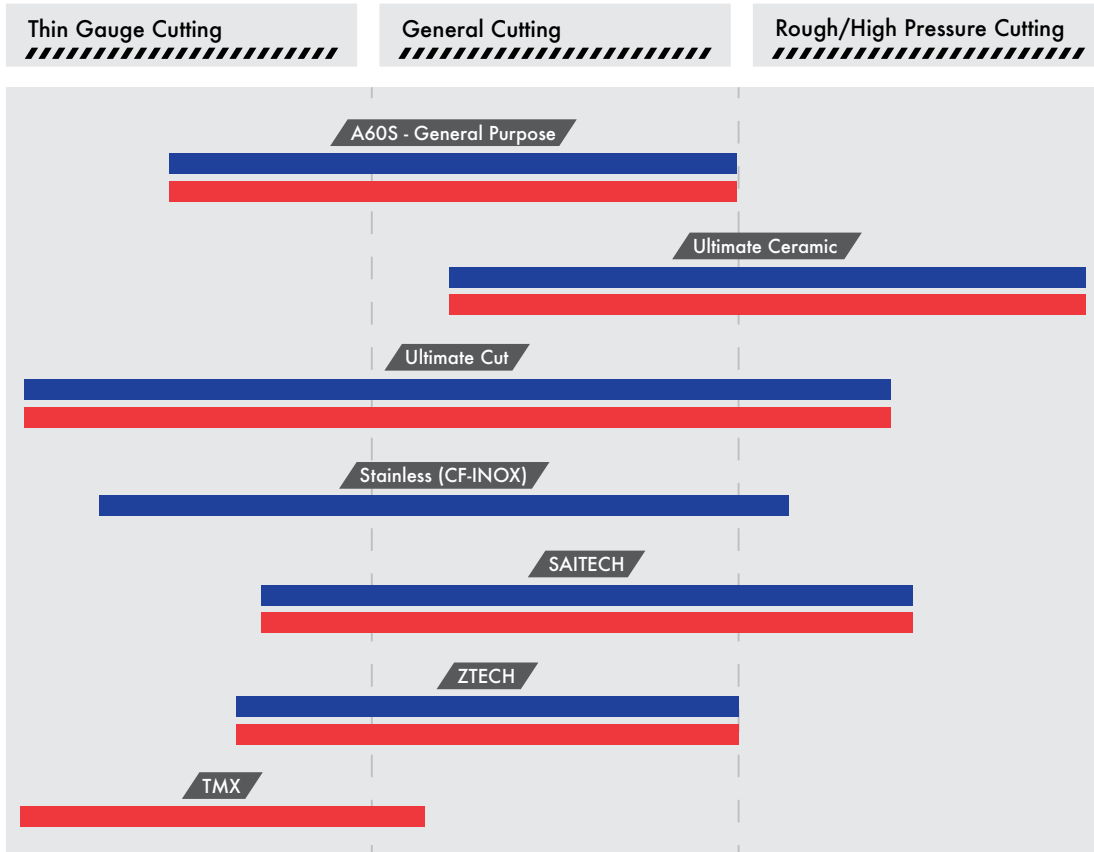 Thin Gauge Cutting
General Cutting
Rough/High Pressure Cutting
A60S - General Purpose
Ultimate Ceramic
Ultimate Cut
Stainless (CF-INOX)
SAITECH
ZTECH
TMX